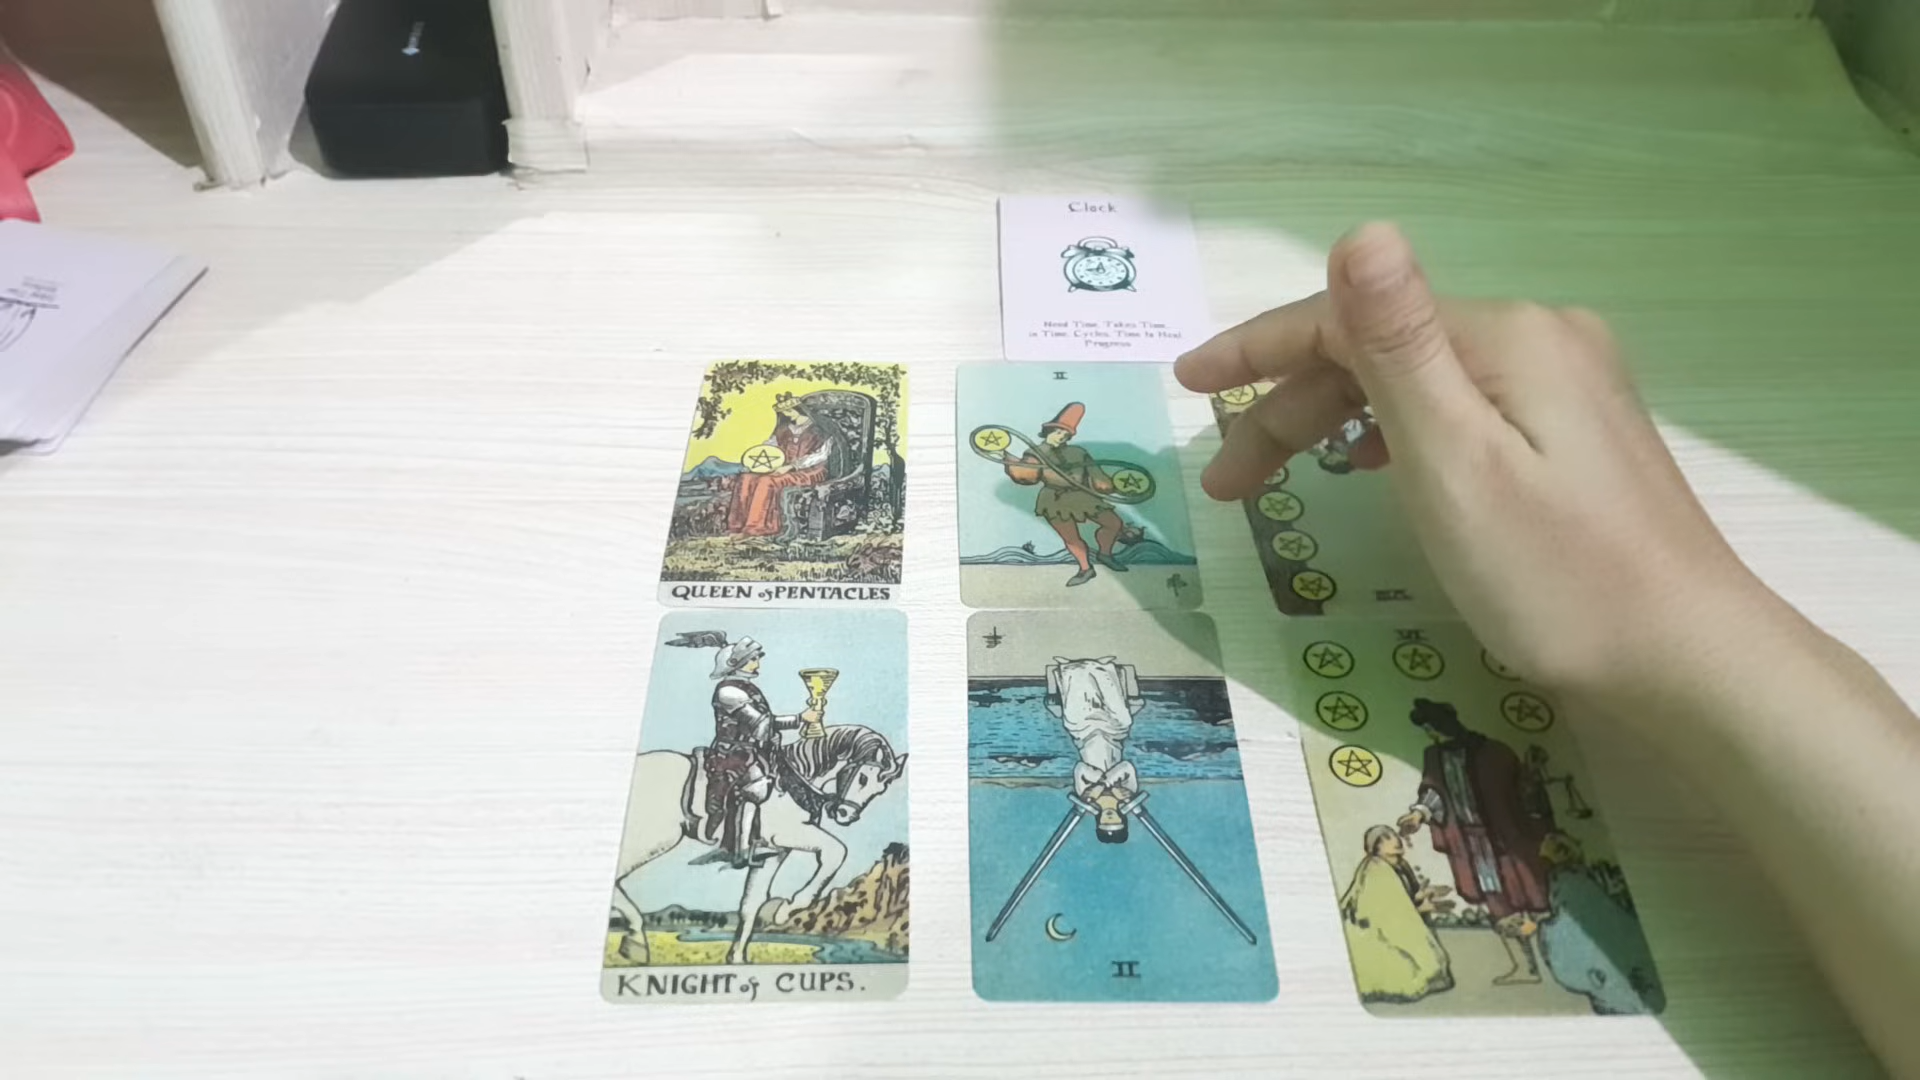 Clock
Need Time, Takes Time,
in Time, Cycles, Time to Heal,
Progress
II
QUEEN of PENTACLES
VI
KNIGHT of CUPS.
II